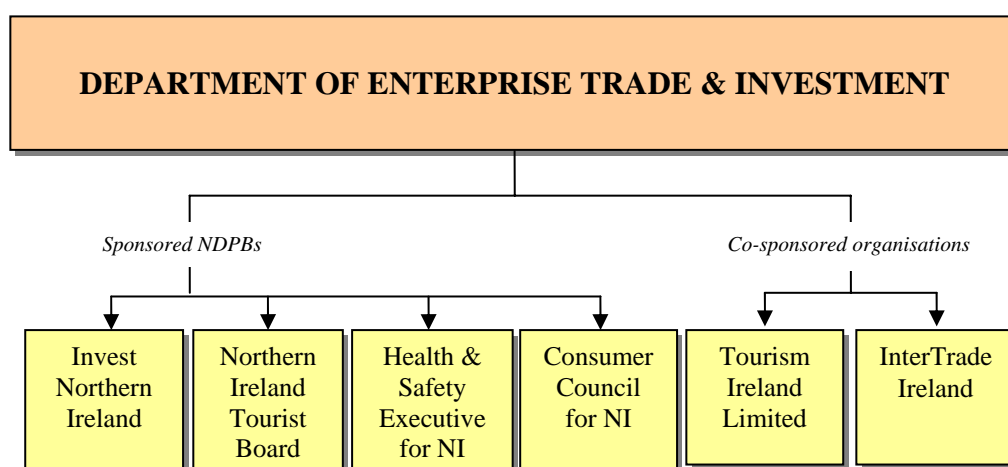 DEPARTMENT OF ENTERPRISE TRADE & INVESTMENT
Sponsored NDPBs
Co-sponsored organisations
Invest
Northern
Ireland
Northern
Ireland
Tourist
Board
Health &
Safety
Executive
for NI
Consumer
Council
for NI
Tourism
Ireland
Limited
InterTrade
Ireland